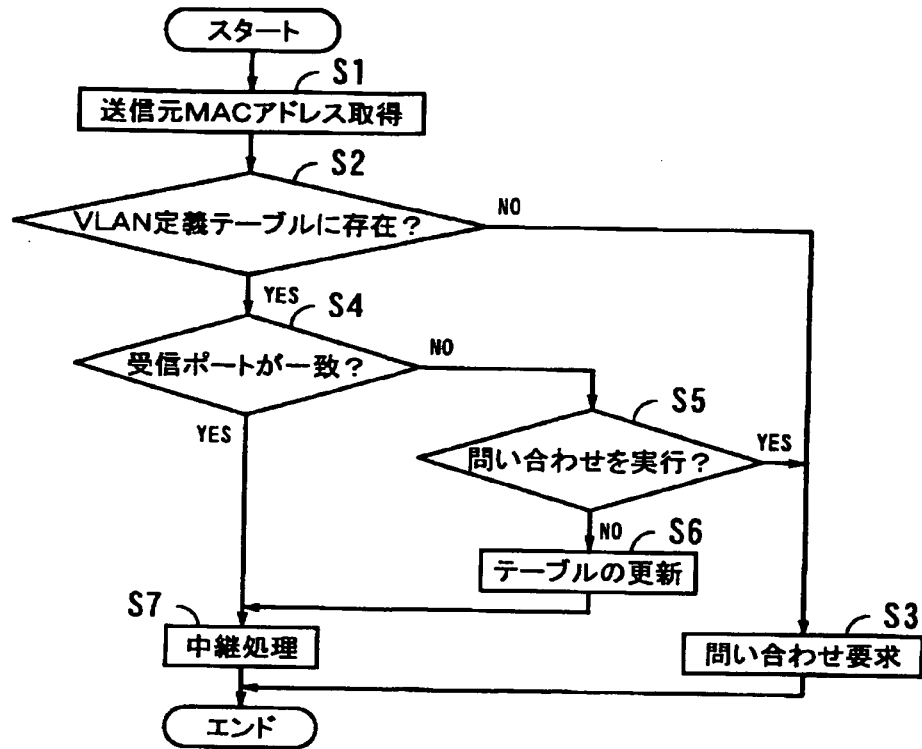 スタート
S1
送信元MACアドレス取得
S2
VLAN定義テーブルに存在?
NO
YES
S4
受信ポートが一致?
NO
YES
S5
問い合わせを実行?
YES
NO
S6
テーブルの更新
S7
中継処理
S3
問い合わせ要求
エンド